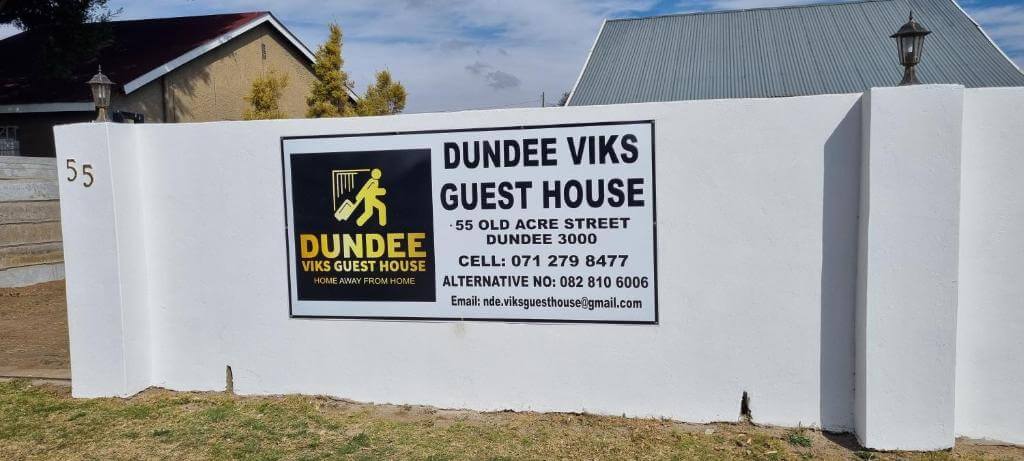 55
DUNDEE
VIKS GUEST HOUSE
HOME AWAY FROM HOME
DUNDEE VIKS
GUEST HOUSE
55 OLD ACRE STREET
DUNDEE 3000
CELL: 071 279 8477
ALTERNATIVE NO: 082 810 6006
Email: nde.viksguesthouse@gmail.com